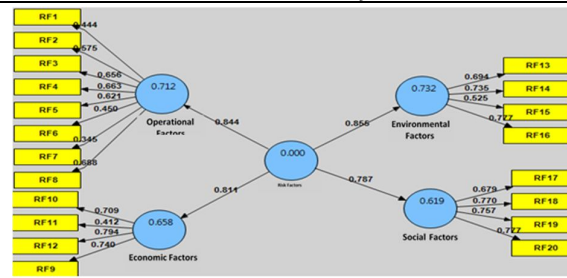 RF1
0.444
RF2
0.575
RF3
0.656
RF4
0.663
RF5
0.621
0.450
RF6
RF7
0.345
RF8
0.688
0.712
Operational
Factors
0.844
RF10
0.709
RF11
0.412
RF12
0.794
RF9
0.740
0.658
Economic Factors
0.811
0.000
Risk Factors
0.855
0.732
Environmental
Factors
0.694
RF13
0.735
RF14
0.525
RF15
0.777
RF16
0.787
0.619
Social Factors
0.679
RF17
0.770
RF18
0.757
RF19
0.777
RF20